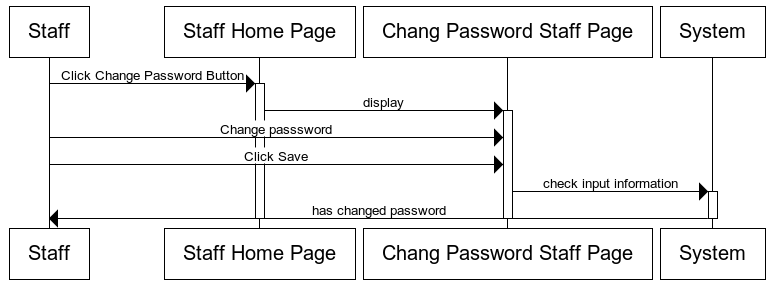 Staff
Staff Home Page
Chang Password Staff Page
System
Click Change Password Button
display
Change passsword
Click Save
check input information
has changed password
Staff
Staff Home Page
Chang Password Staff Page
System